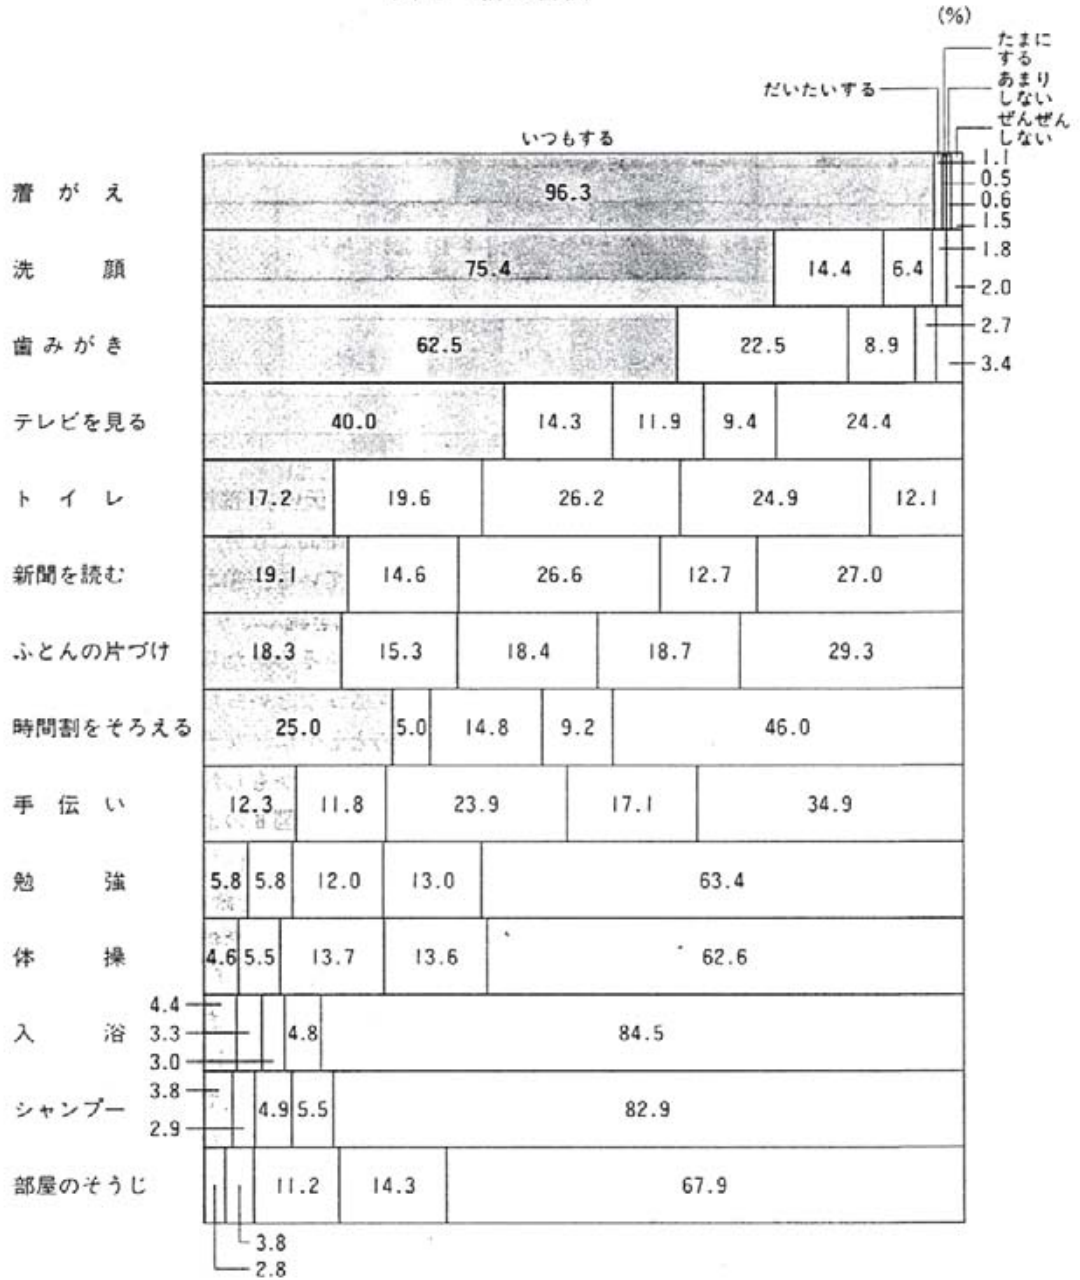 (%)
たまに
する
だいたいする
あまり
しない
ぜんぜん
しない
いつもする
着がえ 96.3 1.1 0.5 0.6 1.5
洗顔 75.4 14.4 6.4 1.8 2.0
歯みがき 62.5 22.5 8.9 2.7 3.4
テレビを見る 40.0 14.3 11.9 9.4 24.4
トイレ 17.2 19.6 26.2 24.9 12.1
新聞を読む 19.1 14.6 26.6 12.7 27.0
ふとんの片づけ 18.3 15.3 18.4 18.7 29.3
時間割をそろえる 25.0 5.0 14.8 9.2 46.0
手伝い 12.3 11.8 23.9 17.1 34.9
勉強 5.8 5.8 12.0 13.0 63.4
体操 4.6 5.5 13.7 13.6 62.6
入浴 4.4 3.3 3.0 4.8 84.5
シャンプー 3.8 2.9 4.9 5.5 82.9
部屋のそうじ 2.8 3.8 11.2 14.3 67.9